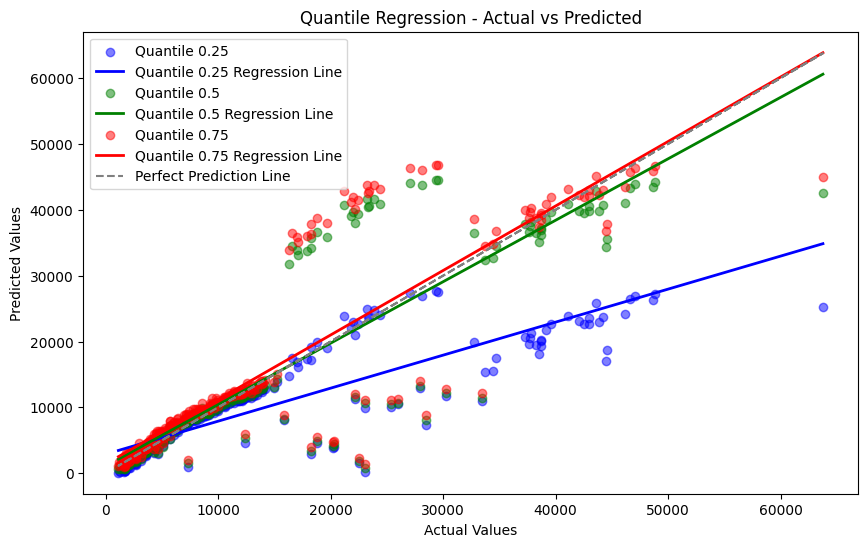 Quantile Regression - Actual vs Predicted
Quantile 0.25
Quantile 0.25 Regression Line
Quantile 0.5
Quantile 0.5 Regression Line
Quantile 0.75
Quantile 0.75 Regression Line
Perfect Prediction Line
60000
50000
40000
30000
20000
10000
0
Predicted Values
0
10000
20000
30000
40000
50000
60000
Actual Values